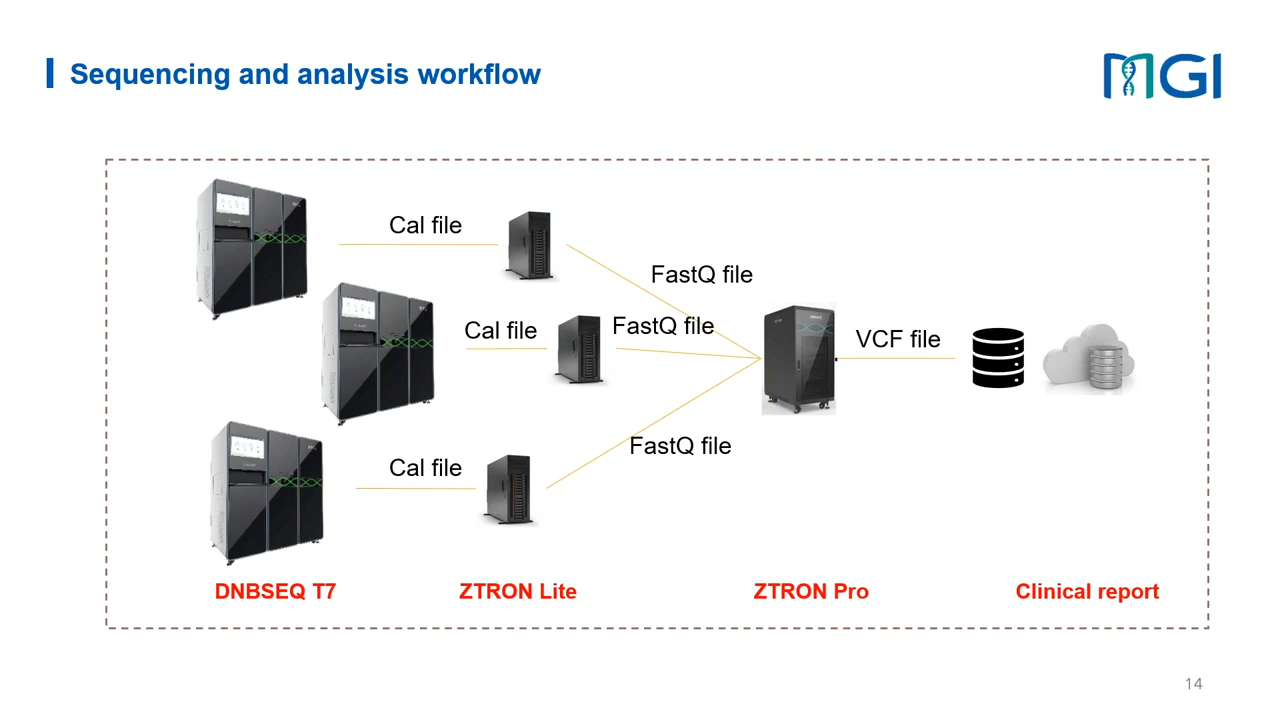 Sequencing and analysis workflow
MGI
Cal file
FastQ file
Cal file
FastQ file
VCF file
Cal file
FastQ file
DNBSEQ T7
ZTRON Lite
ZTRON Pro
Clinical report
14